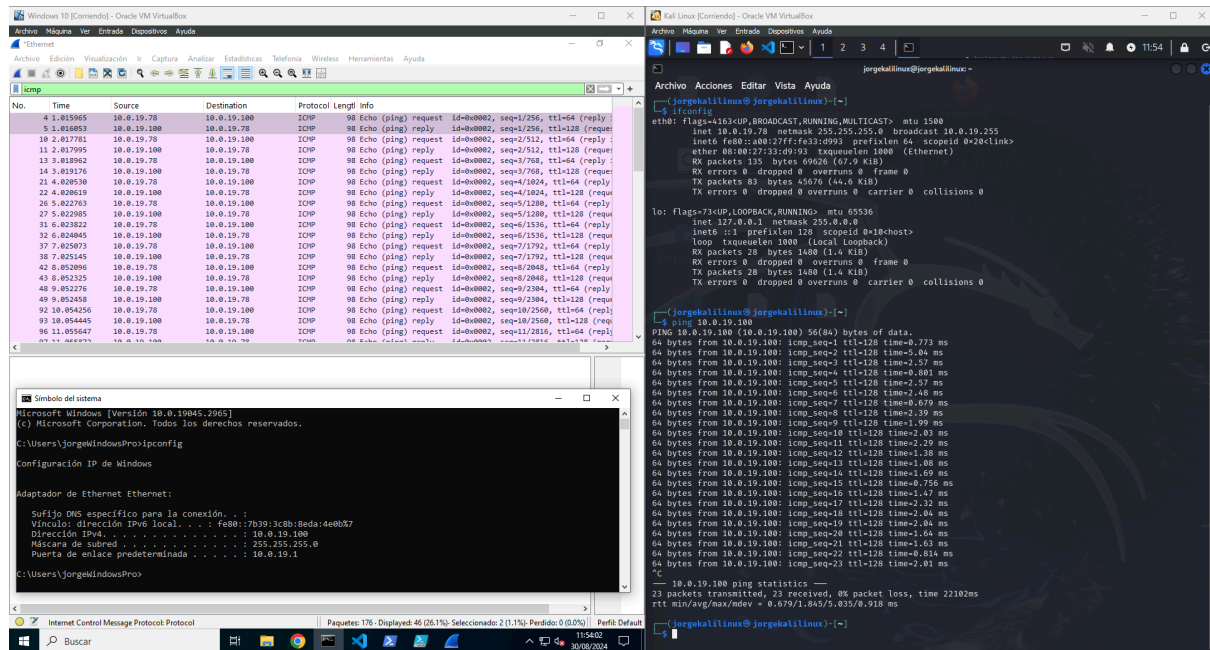 Windows 10 [Corriendo] - Oracle VM VirtualBox
Archivo Máquina Ver Entrada Dispositivos Ayuda
*Ethernet
Archivo Edición Visualización Ir Captura Analizar Estadísticas Telefonía Wireless Herramientas Ayuda
icmp
No. Time Source Destination Protocol Lengtl Info
4 1.015965 10.0.19.78 10.0.19.100 ICMP 98 Echo (ping) request id=0x0002, seq=1/256, ttl=64 (reply
5 1.016053 10.0.19.100 10.0.19.78 ICMP 98 Echo (ping) reply id=0x0002, seq=1/256, ttl=128 (reques
10 2.017781 10.0.19.78 10.0.19.100 ICMP 98 Echo (ping) request id=0x0002, seq=2/512, ttl=64 (reply
11 2.017995 10.0.19.100 10.0.19.78 ICMP 98 Echo (ping) reply id=0x0002, seq=2/512, ttl=128 (reques
13 3.018962 10.0.19.78 10.0.19.100 ICMP 98 Echo (ping) request id=0x0002, seq=3/768, ttl=64 (reply
14 3.019176 10.0.19.100 10.0.19.78 ICMP 98 Echo (ping) reply id=0x0002, seq=3/768, ttl=128 (reques
21 4.020530 10.0.19.78 10.0.19.100 ICMP 98 Echo (ping) request id=0x0002, seq=4/1024, ttl=64 (reply
22 4.020619 10.0.19.100 10.0.19.78 ICMP 98 Echo (ping) reply id=0x0002, seq=4/1024, ttl=128 (reque
26 5.022763 10.0.19.78 10.0.19.100 ICMP 98 Echo (ping) request id=0x0002, seq=5/1280, ttl=64 (reply
27 5.022985 10.0.19.100 10.0.19.78 ICMP 98 Echo (ping) reply id=0x0002, seq=5/1280, ttl=128 (reque
31 6.023822 10.0.19.78 10.0.19.100 ICMP 98 Echo (ping) request id=0x0002, seq=6/1536, ttl=64 (reply
32 6.024045 10.0.19.100 10.0.19.78 ICMP 98 Echo (ping) reply id=0x0002, seq=6/1536, ttl=128 (reque
37 7.025073 10.0.19.78 10.0.19.100 ICMP 98 Echo (ping) request id=0x0002, seq=7/1792, ttl=64 (reply
38 7.025145 10.0.19.100 10.0.19.78 ICMP 98 Echo (ping) reply id=0x0002, seq=7/1792, ttl=128 (reque
42 8.052096 10.0.19.78 10.0.19.100 ICMP 98 Echo (ping) request id=0x0002, seq=8/2048, ttl=64 (reply
43 8.052325 10.0.19.100 10.0.19.78 ICMP 98 Echo (ping) reply id=0x0002, seq=8/2048, ttl=128 (reque
48 9.052276 10.0.19.78 10.0.19.100 ICMP 98 Echo (ping) request id=0x0002, seq=9/2304, ttl=64 (reply
49 9.052458 10.0.19.100 10.0.19.78 ICMP 98 Echo (ping) reply id=0x0002, seq=9/2304, ttl=128 (reque
92 10.054256 10.0.19.78 10.0.19.100 ICMP 98 Echo (ping) request id=0x0002, seq=10/2560, ttl=64 (reply
93 10.054445 10.0.19.100 10.0.19.78 ICMP 98 Echo (ping) reply id=0x0002, seq=10/2560, ttl=128 (requ
96 11.055647 10.0.19.78 10.0.19.100 ICMP 98 Echo (ping) request id=0x0002, seq=11/2816, ttl=64 (reply
Símbolo del sistema
Microsoft Windows [Versión 10.0.19045.2965]
(c) Microsoft Corporation. Todos los derechos reservados.
C:\Users\jorgeWindowsPro>ipconfig
Configuración IP de Windows
Adaptador de Ethernet Ethernet:
Sufijo DNS específico para la conexión. . :
Vínculo: dirección IPv6 local. . . : fe80::7b39:3c8b:8eda:4e0b%7
Dirección IPv4. . . . . . . . . . . . . . : 10.0.19.100
Máscara de subred . . . . . . . . . . . . : 255.255.255.0
Puerta de enlace predeterminada . . . . . : 10.0.19.1
C:\Users\jorgeWindowsPro>
Internet Control Message Protocol: Protocol
Paquetes: 176 · Displayed: 46 (26.1%)· Seleccionado: 2 (1.1%)· Perdido: 0 (0.0%)
Perfil: Default
Buscar
11:54:02
30/08/2024
Kali Linux [Corriendo] - Oracle VM VirtualBox
Archivo Máquina Ver Entrada Dispositivos Ayuda
1 2 3 4
11:54
jorgekalilinux@jorgekalilinux: ~
Archivo Acciones Editar Vista Ayuda
┌──(jorgekalilinux㉿jorgekalilinux)-[~]
└─$ ifconfig
eth0: flags=4163<UP,BROADCAST,RUNNING,MULTICAST> mtu 1500
inet 10.0.19.78 netmask 255.255.255.0 broadcast 10.0.19.255
inet6 fe80::a00:27ff:fe33:d993 prefixlen 64 scopeid 0×20<link>
ether 08:00:27:33:d9:93 txqueuelen 1000 (Ethernet)
RX packets 135 bytes 69626 (67.9 KiB)
RX errors 0 dropped 0 overruns 0 frame 0
TX packets 83 bytes 45676 (44.6 KiB)
TX errors 0 dropped 0 overruns 0 carrier 0 collisions 0
lo: flags=73<UP,LOOPBACK,RUNNING> mtu 65536
inet 127.0.0.1 netmask 255.0.0.0
inet6 ::1 prefixlen 128 scopeid 0×10<host>
loop txqueuelen 1000 (Local Loopback)
RX packets 28 bytes 1480 (1.4 KiB)
RX errors 0 dropped 0 overruns 0 frame 0
TX packets 28 bytes 1480 (1.4 KiB)
TX errors 0 dropped 0 overruns 0 carrier 0 collisions 0
┌──(jorgekalilinux㉿jorgekalilinux)-[~]
└─$ ping 10.0.19.100
PING 10.0.19.100 (10.0.19.100) 56(84) bytes of data.
64 bytes from 10.0.19.100: icmp_seq=1 ttl=128 time=0.773 ms
64 bytes from 10.0.19.100: icmp_seq=2 ttl=128 time=5.04 ms
64 bytes from 10.0.19.100: icmp_seq=3 ttl=128 time=2.57 ms
64 bytes from 10.0.19.100: icmp_seq=4 ttl=128 time=0.801 ms
64 bytes from 10.0.19.100: icmp_seq=5 ttl=128 time=2.57 ms
64 bytes from 10.0.19.100: icmp_seq=6 ttl=128 time=2.48 ms
64 bytes from 10.0.19.100: icmp_seq=7 ttl=128 time=0.679 ms
64 bytes from 10.0.19.100: icmp_seq=8 ttl=128 time=2.39 ms
64 bytes from 10.0.19.100: icmp_seq=9 ttl=128 time=1.99 ms
64 bytes from 10.0.19.100: icmp_seq=10 ttl=128 time=2.03 ms
64 bytes from 10.0.19.100: icmp_seq=11 ttl=128 time=2.29 ms
64 bytes from 10.0.19.100: icmp_seq=12 ttl=128 time=1.38 ms
64 bytes from 10.0.19.100: icmp_seq=13 ttl=128 time=1.08 ms
64 bytes from 10.0.19.100: icmp_seq=14 ttl=128 time=1.69 ms
64 bytes from 10.0.19.100: icmp_seq=15 ttl=128 time=0.756 ms
64 bytes from 10.0.19.100: icmp_seq=16 ttl=128 time=1.47 ms
64 bytes from 10.0.19.100: icmp_seq=17 ttl=128 time=2.32 ms
64 bytes from 10.0.19.100: icmp_seq=18 ttl=128 time=2.04 ms
64 bytes from 10.0.19.100: icmp_seq=19 ttl=128 time=2.04 ms
64 bytes from 10.0.19.100: icmp_seq=20 ttl=128 time=1.64 ms
64 bytes from 10.0.19.100: icmp_seq=21 ttl=128 time=1.63 ms
64 bytes from 10.0.19.100: icmp_seq=22 ttl=128 time=0.814 ms
64 bytes from 10.0.19.100: icmp_seq=23 ttl=128 time=2.01 ms
^C
— 10.0.19.100 ping statistics —
23 packets transmitted, 23 received, 0% packet loss, time 22102ms
rtt min/avg/max/mdev = 0.679/1.845/5.035/0.918 ms
┌──(jorgekalilinux㉿jorgekalilinux)-[~]
└─$